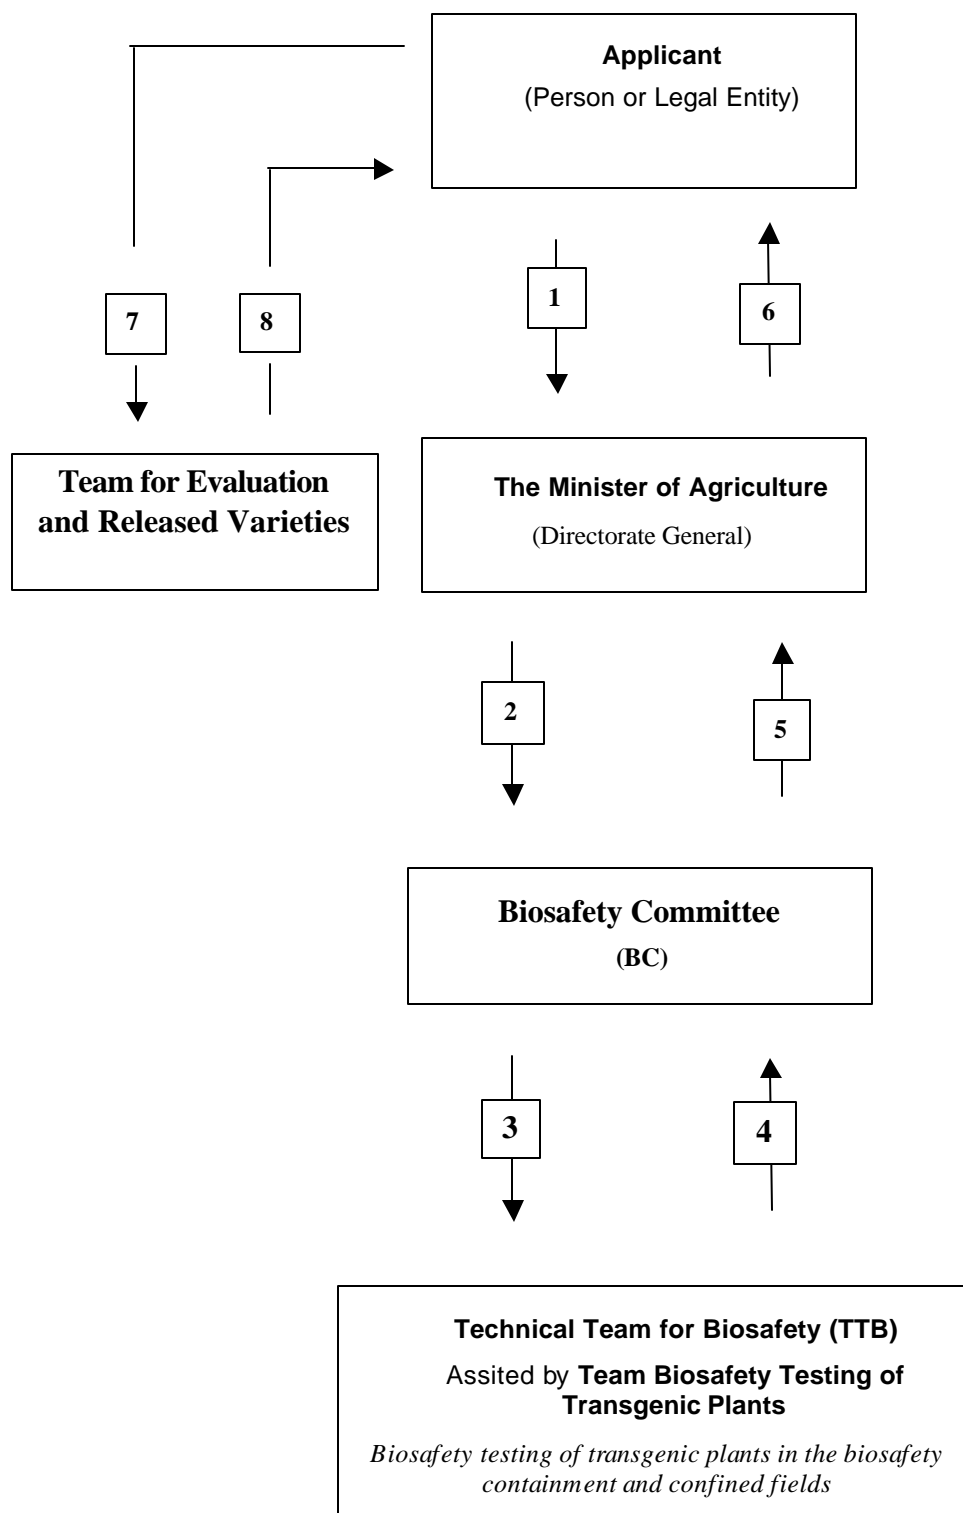 Applicant
(Person or Legal Entity)
1
6
7
8
Team for Evaluation
and Released Varieties
The Minister of Agriculture
(Directorate General)
2
5
Biosafety Committee
(BC)
3
4
Technical Team for Biosafety (TTB)
Assited by Team Biosafety Testing of
Transgenic Plants
Biosafety testing of transgenic plants in the biosafety
containment and confined fields